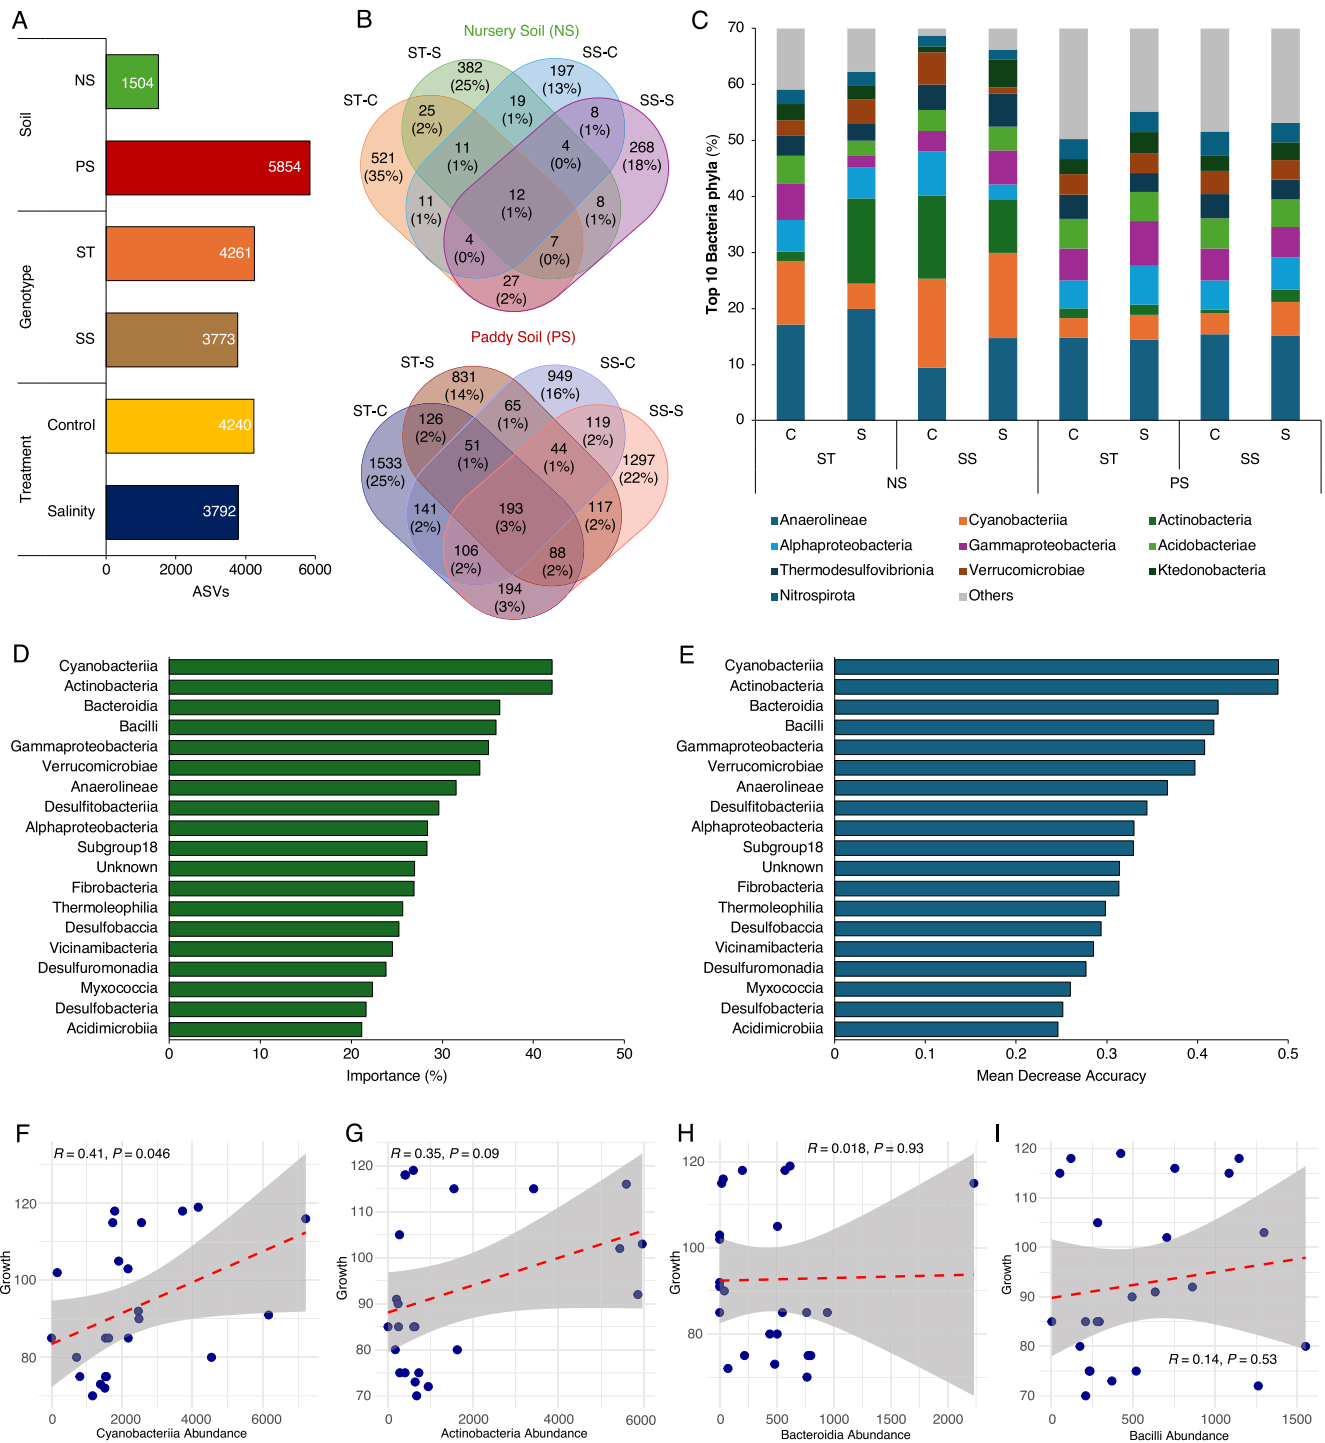 A
Soil
Genotype
Treatment
NS
1504
PS
5854
ST
4261
SS
3773
Control
4240
Salinity
3792
0 2000 4000 6000
ASVs
B
Nursery Soil (NS)
ST-S
SS-C
ST-C
SS-S
382
(25%)
197
(13%)
25
(2%)
19
(1%)
8
(1%)
521
(35%)
11
(1%)
4
(0%)
268
(18%)
11
(1%)
12
(1%)
8
(1%)
4
(0%)
7
(0%)
27
(2%)
Paddy Soil (PS)
ST-S
SS-C
ST-C
SS-S
831
(14%)
949
(16%)
126
(2%)
65
(1%)
119
(2%)
1533
(25%)
51
(1%)
44
(1%)
1297
(22%)
141
(2%)
193
(3%)
117
(2%)
106
(2%)
88
(2%)
194
(3%)
C
Top 10 Bacteria phyla (%)
70
60
50
40
30
20
10
0
C S C S C S C S
ST SS ST SS
NS PS
Anaerolineae Cyanobacteriia Actinobacteria
Alphaproteobacteria Gammaproteobacteria Acidobacteriae
Thermodesulfovibrionia Verrucomicrobiae Ktedonobacteria
Nitrospirota Others
D
Cyanobacteriia
Actinobacteria
Bacteroidia
Bacilli
Gammaproteobacteria
Verrucomicrobiae
Anaerolineae
Desulfitobacteriia
Alphaproteobacteria
Subgroup18
Unknown
Fibrobacteria
Thermoleophilia
Desulfobaccia
Vicinamibacteria
Desulfuromonadia
Myxococcia
Desulfobacteria
Acidimicrobiia
0 10 20 30 40 50
Importance (%)
E
Cyanobacteriia
Actinobacteria
Bacteroidia
Bacilli
Gammaproteobacteria
Verrucomicrobiae
Anaerolineae
Desulfitobacteriia
Alphaproteobacteria
Subgroup18
Unknown
Fibrobacteria
Thermoleophilia
Desulfobaccia
Vicinamibacteria
Desulfuromonadia
Myxococcia
Desulfobacteria
Acidimicrobiia
0 0.1 0.2 0.3 0.4 0.5
Mean Decrease Accuracy
F
R = 0.41, P = 0.046
Growth
120
100
80
0 2000 4000 6000
Cyanobacteriia Abundance
G
R = 0.35, P = 0.09
120
110
100
90
80
70
0 2000 4000 6000
Actinobacteria Abundance
H
R = 0.018, P = 0.93
Growth
120
100
80
0 500 1000 1500 2000
Bacteroidia Abundance
I
Growth
120
110
100
90
80
70
R = 0.14, P = 0.53
0 500 1000 1500
Bacilli Abundance